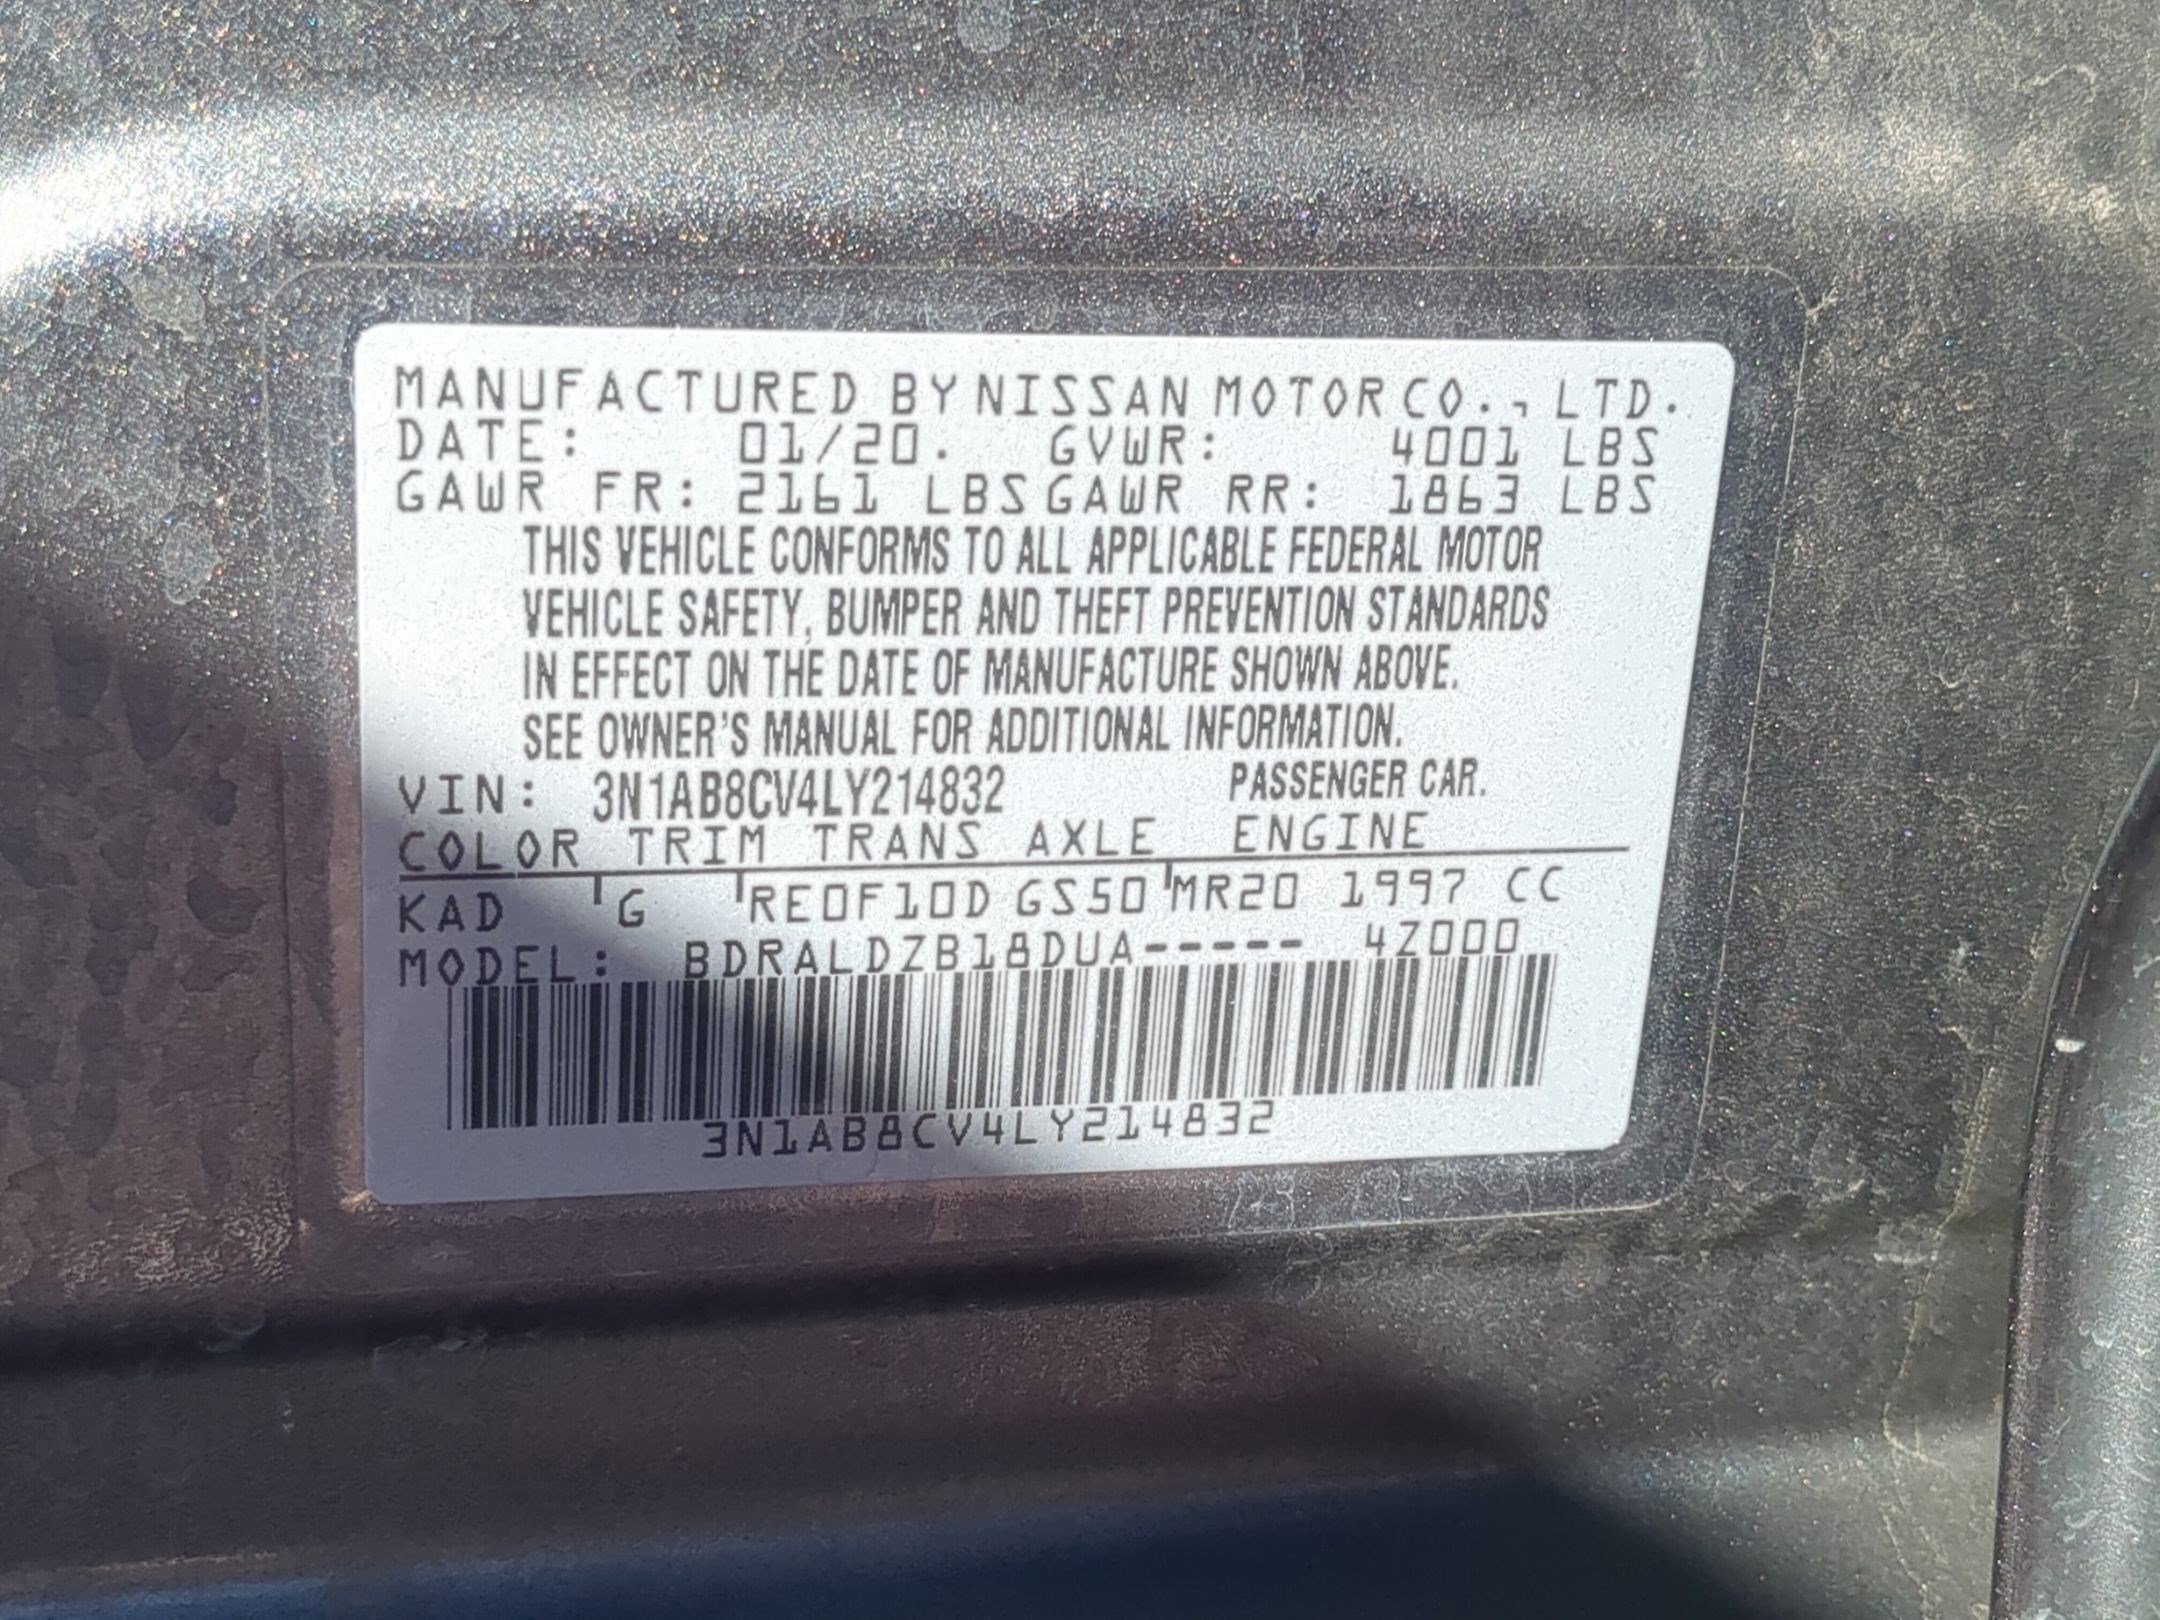 MANUFACTURED BY NISSAN MOTOR CO., LTD.
DATE: 01/20. GVWR: 4001 LBS
GAWR FR: 2161 LBS GAWR RR: 1863 LBS
THIS VEHICLE CONFORMS TO ALL APPLICABLE FEDERAL MOTOR
VEHICLE SAFETY, BUMPER AND THEFT PREVENTION STANDARDS
IN EFFECT ON THE DATE OF MANUFACTURE SHOWN ABOVE.
SEE OWNER'S MANUAL FOR ADDITIONAL INFORMATION.
VIN: 3N1AB8CV4LY214832 PASSENGER CAR.
COLOR TRIM TRANS AXLE ENGINE
KAD G RE0F10D GS50 MR20 1997 CC
MODEL: BDRALDZB18DUA----- 4Z000
3N1AB8CV4LY214832